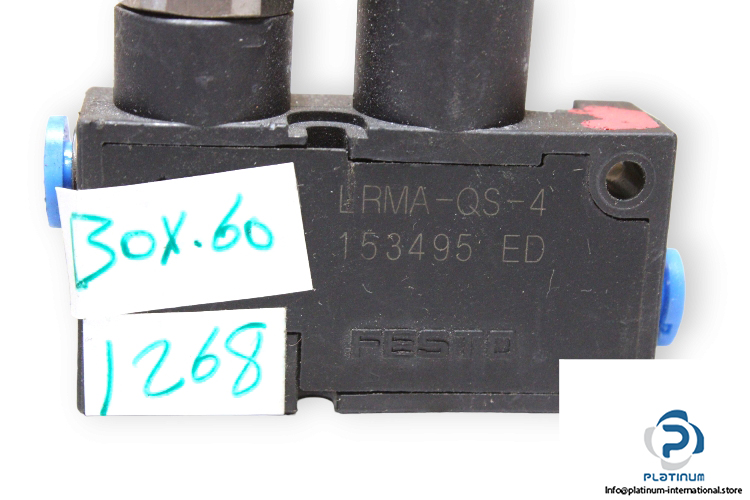 LRMA-QS-4
153495 ED
BOX.60
FESTO
1268
PLATINUM
Info@platinum-international.store